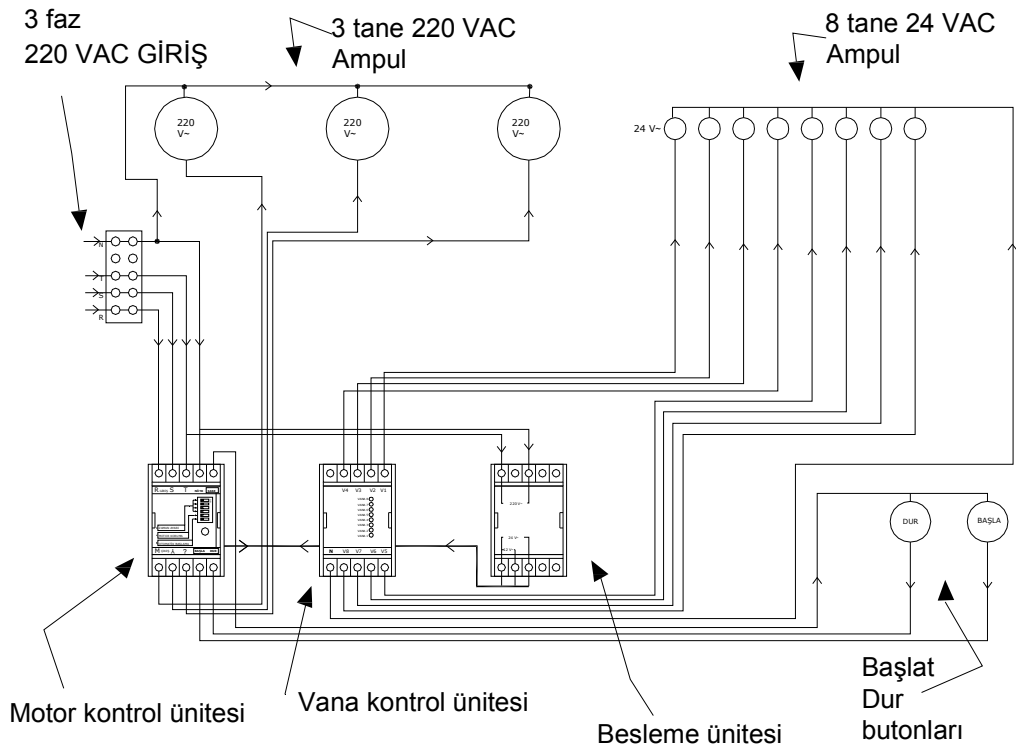 3 faz
220 VAC GİRİŞ
3 tane 220 VAC
Ampul
8 tane 24 VAC
Ampul
220
V~
220
V~
220
V~
24 V~
N
T
S
R
R S T
V4 V3 V2 V1
220V~
24 V~
N V8 V7 V6 V5
M
BAŞLA
DUR
DUR
BAŞLA
Motor kontrol ünitesi
Vana kontrol ünitesi
Besleme ünitesi
Başlat
Dur
butonları